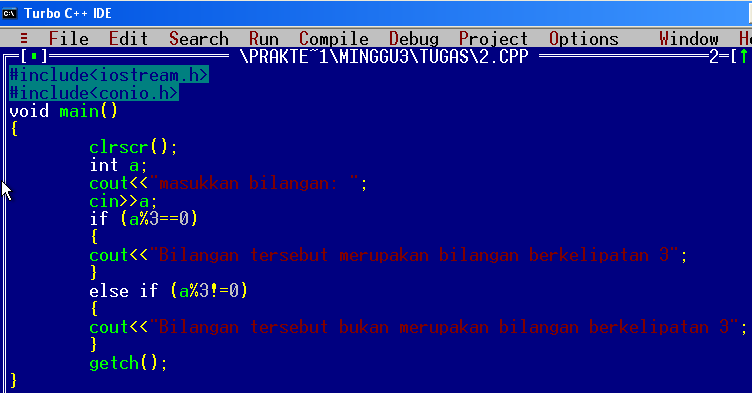 Turbo C++ IDE
≡ File Edit Search Run Compile Debug Project Options Window
\PRAKTE~1\MINGGU3\TUGAS\2.CPP 2=[↑
#include<iostream.h>
#include<conio.h>
void main()
{
clrscr();
int a;
cout<<"masukkan bilangan: ";
cin>>a;
if (a%3==0)
{
cout<<"Bilangan tersebut merupakan bilangan berkelipatan 3";
}
else if (a%3!=0)
{
cout<<"Bilangan tersebut bukan merupakan bilangan berkelipatan 3";
}
getch();
}